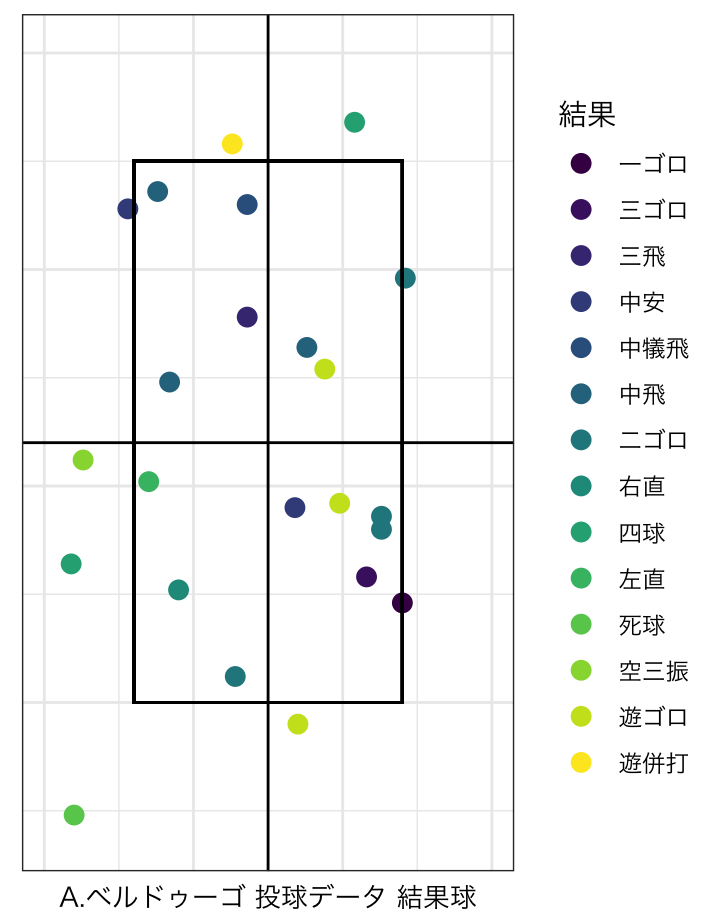 結果
一ゴロ
三ゴロ
三飛
中安
中犠飛
中飛
二ゴロ
右直
四球
左直
死球
空三振
遊ゴロ
遊併打
A.ベルドゥーゴ 投球データ 結果球